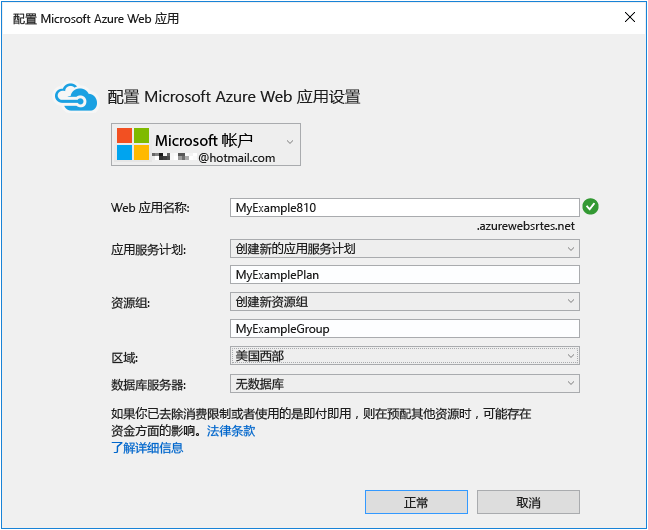 配置 Microsoft Azure Web 应用
配置 Microsoft Azure Web 应用设置
Microsoft 帐户
@hotmail.com
Web 应用名称:
MyExample810
.azurewebsrtes.net
应用服务计划:
创建新的应用服务计划
MyExamplePlan
资源组:
创建新资源组
MyExampleGroup
区域:
美国西部
数据库服务器:
无数据库
如果你已去除消费限制或者使用的是即付即用，则在预配其他资源时，可能存在
资金方面的影响。法律条款
了解详细信息
正常
取消